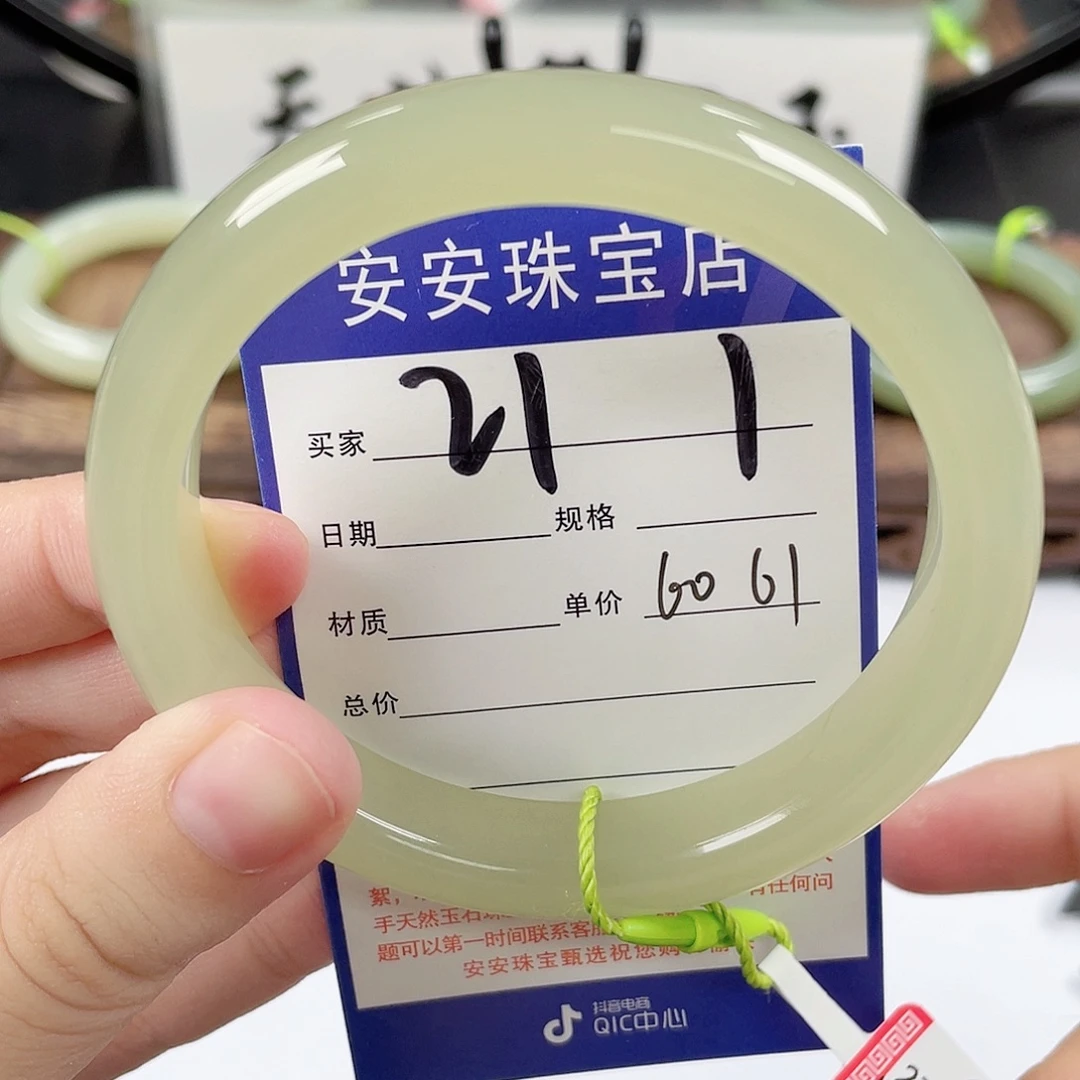 安安珠宝店
买家 21 1
日期 规格
材质 单价 60 61
总价
絮，
手天然玉石珠 有任何问
题可以第一时间联系客服
安安珠宝甄选祝您购
抖音电商
QIC中心